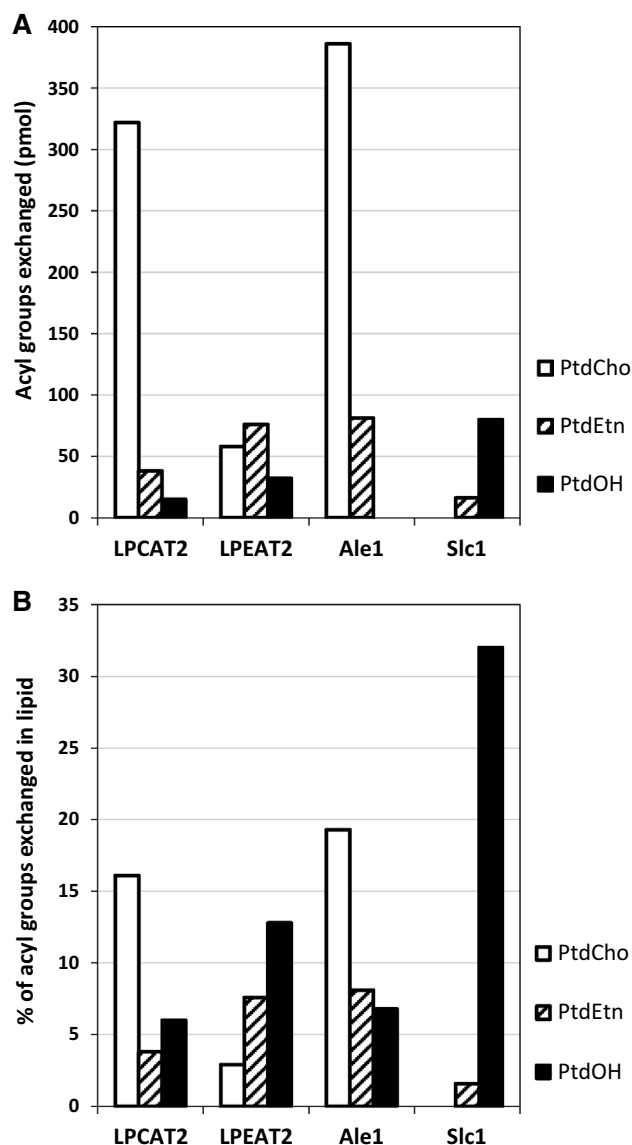 A
Acyl groups exchanged (pmol)
400
350
300
250
200
150
100
50
0
LPCAT2 LPEAT2 Ale1 Slc1
PtdCho
PtdEtn
PtdOH
B
% of acyl groups exchanged in lipid
35
30
25
20
15
10
5
0
LPCAT2 LPEAT2 Ale1 Slc1
PtdCho
PtdEtn
PtdOH